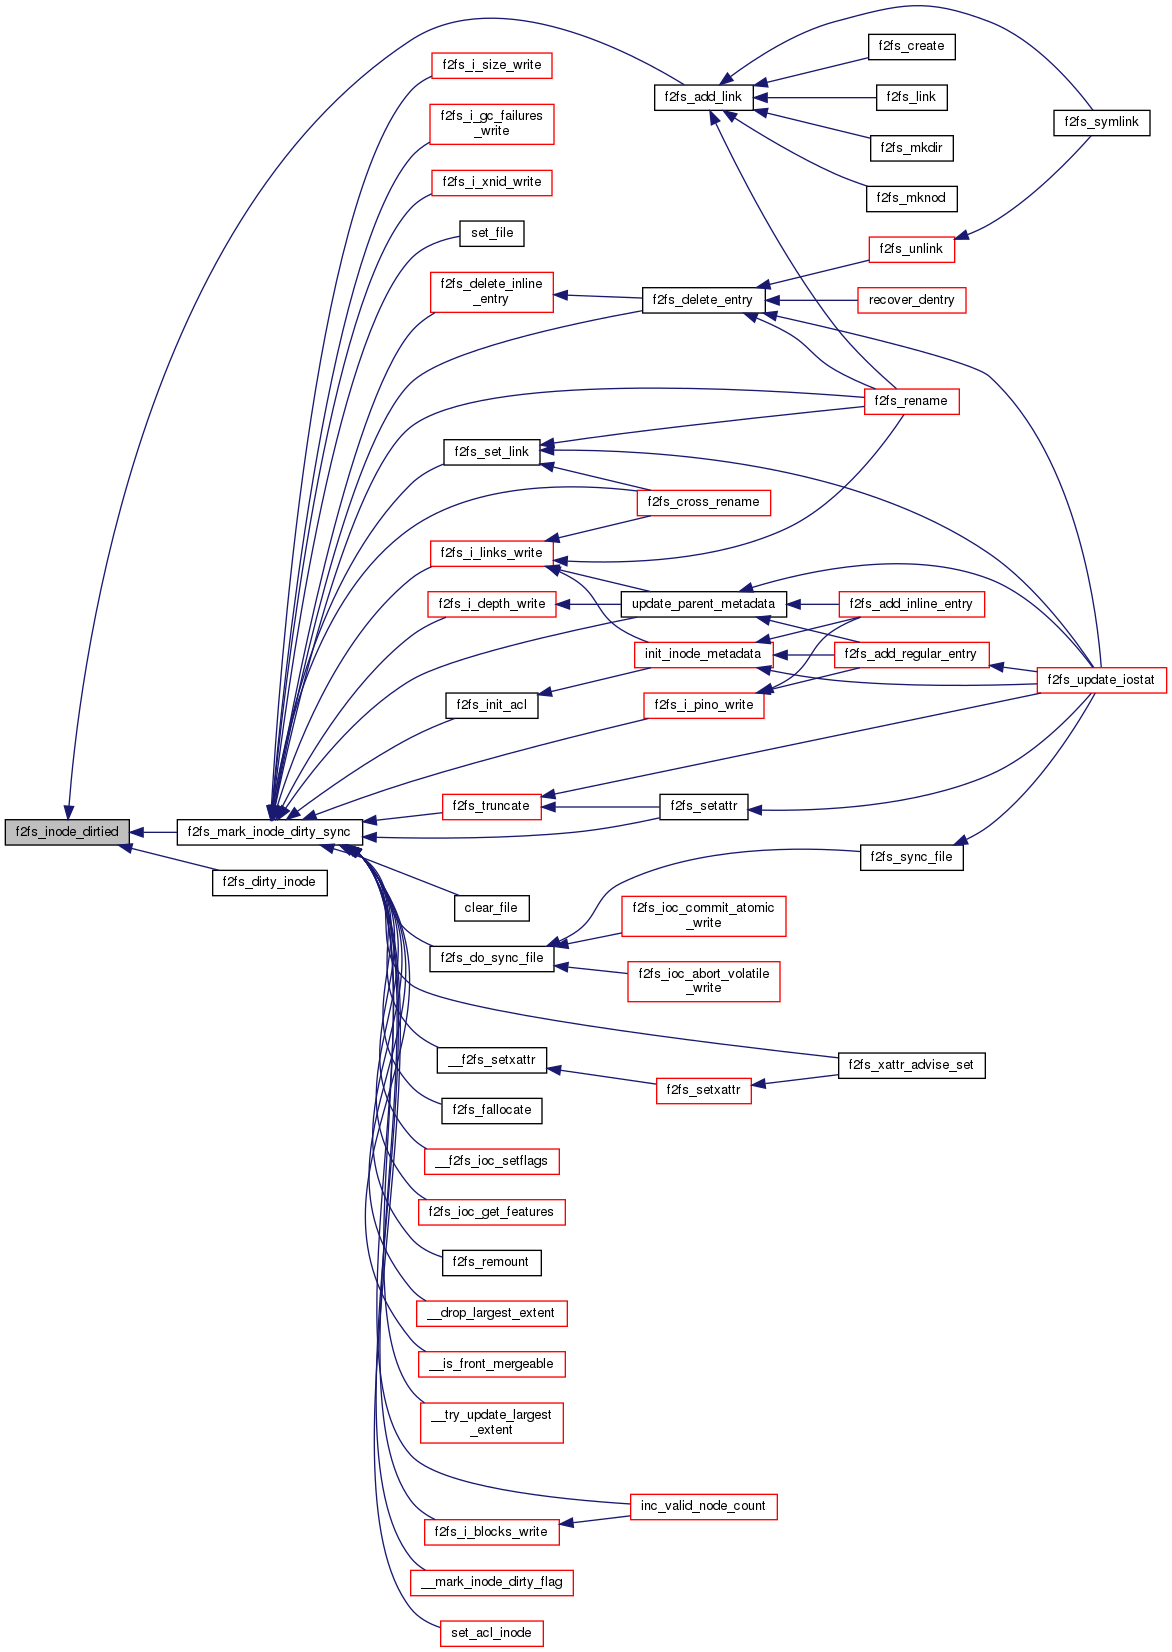 f2fs_create
f2fs_i_size_write
f2fs_add_link
f2fs_link
f2fs_i_gc_failures
_write
f2fs_symlink
f2fs_mkdir
f2fs_i_xnid_write
f2fs_mknod
set_file
f2fs_unlink
f2fs_delete_inline
_entry
f2fs_delete_entry
recover_dentry
f2fs_rename
f2fs_set_link
f2fs_cross_rename
f2fs_i_links_write
f2fs_i_depth_write
update_parent_metadata
f2fs_add_inline_entry
init_inode_metadata
f2fs_add_regular_entry
f2fs_update_iostat
f2fs_init_acl
f2fs_i_pino_write
f2fs_truncate
f2fs_setattr
f2fs_inode_dirtied
f2fs_mark_inode_dirty_sync
f2fs_sync_file
f2fs_dirty_inode
clear_file
f2fs_ioc_commit_atomic
_write
f2fs_do_sync_file
f2fs_ioc_abort_volatile
_write
__f2fs_setxattr
f2fs_xattr_advise_set
f2fs_setxattr
f2fs_fallocate
__f2fs_ioc_setflags
f2fs_ioc_get_features
f2fs_remount
__drop_largest_extent
__is_front_mergeable
__try_update_largest
_extent
inc_valid_node_count
f2fs_i_blocks_write
__mark_inode_dirty_flag
set_acl_inode